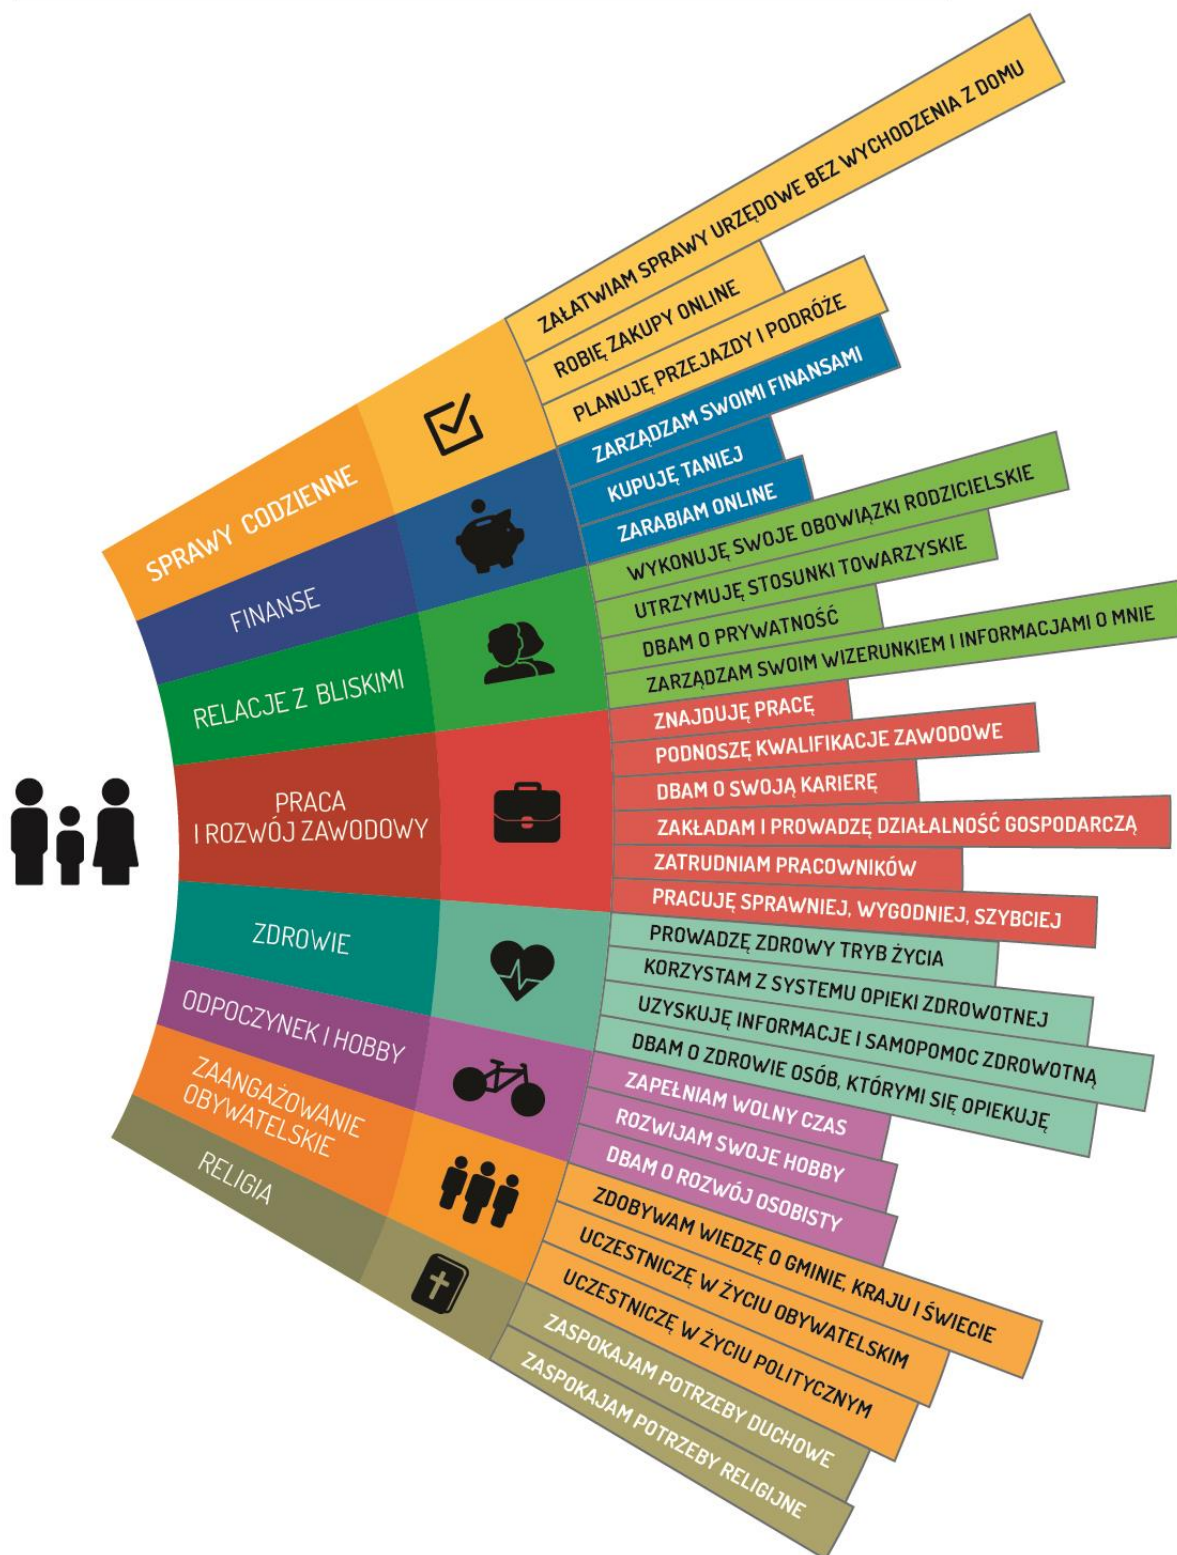 SPRAWY CODZIENNE
ZAŁATWIAM SPRAWY URZĘDOWE BEZ WYCHODZENIA Z DOMU
ROBIĘ ZAKUPY ONLINE
PLANUJĘ PRZEJAZDY I PODRÓŻE
FINANSE
ZARZĄDZAM SWOIMI FINANSAMI
KUPUJĘ TANIEJ
ZARABIAM ONLINE
RELACJE Z BLISKIMI
WYKONUJĘ SWOJE OBOWIĄZKI RODZICIELSKIE
UTRZYMUJĘ STOSUNKI TOWARZYSKIE
DBAM O PRYWATNOŚĆ
ZARZĄDZAM SWOIM WIZERUNKIEM I INFORMACJAMI O MNIE
PRACA
I ROZWÓJ ZAWODOWY
ZNAJDUJĘ PRACĘ
PODNOSZĘ KWALIFIKACJE ZAWODOWE
DBAM O SWOJĄ KARIERĘ
ZAKŁADAM I PROWADZĘ DZIAŁALNOŚĆ GOSPODARCZĄ
ZATRUDNIAM PRACOWNIKÓW
PRACUJĘ SPRAWNIEJ, WYGODNIEJ, SZYBCIEJ
ZDROWIE
PROWADZĘ ZDROWY TRYB ŻYCIA
KORZYSTAM Z SYSTEMU OPIEKI ZDROWOTNEJ
UZYSKUJĘ INFORMACJE I SAMOPOMOC ZDROWOTNĄ
DBAM O ZDROWIE OSÓB, KTÓRYMI SIĘ OPIEKUJĘ
ODPOCZYNEK I HOBBY
ZAPEŁNIAM WOLNY CZAS
ROZWIJAM SWOJE HOBBY
DBAM O ROZWÓJ OSOBISTY
ZAANGAŻOWANIE
OBYWATELSKIE
ZDOBYWAM WIEDZĘ O GMINIE, KRAJU I ŚWIECIE
UCZESTNICZĘ W ŻYCIU OBYWATELSKIM
UCZESTNICZĘ W ŻYCIU POLITYCZNYM
RELIGIA
ZASPOKAJAM POTRZEBY DUCHOWE
ZASPOKAJAM POTRZEBY RELIGIJNE